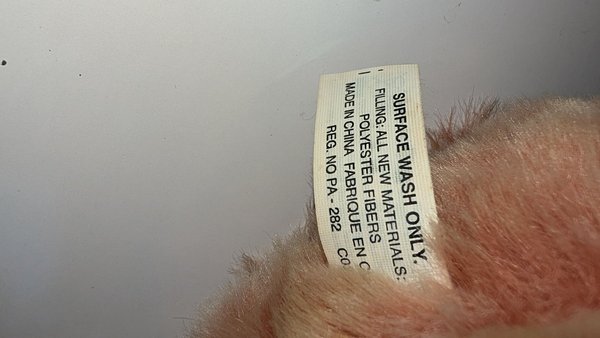 SURFACE WASH ONLY.
FILLING: ALL NEW MATERIALS:
POLYESTER FIBERS
MADE IN CHINA FABRIQUE EN
REG. NO PA - 282